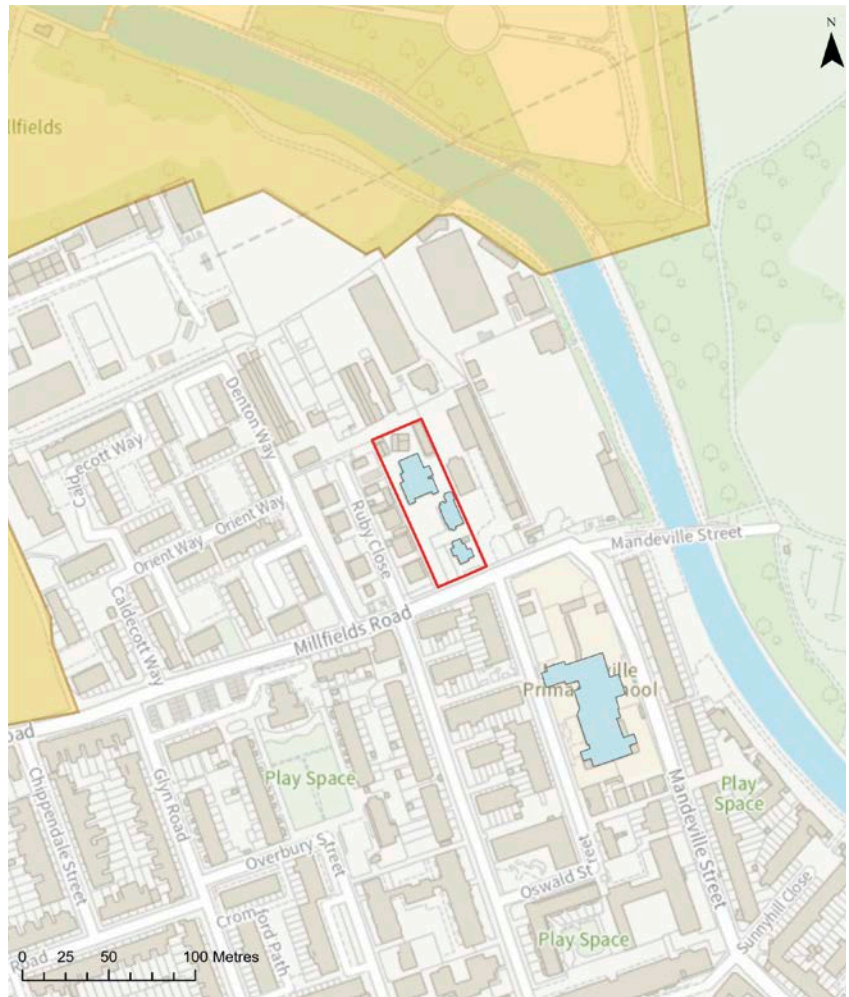 N
llfields
Denton Way
Caldecott Way
Orient Way
Orient Way
Ruby Close
Caldecott Way
Mandeville Street
Millfields Road
Primary School
Road
Play Space
Play Space
Chippendale Street
Glyn Road
Mandeville Street
Overbury Street
Oswald Street
Cromford Path
Play Space
Sunnyhill Close
Road
0 25 50 100 Metres